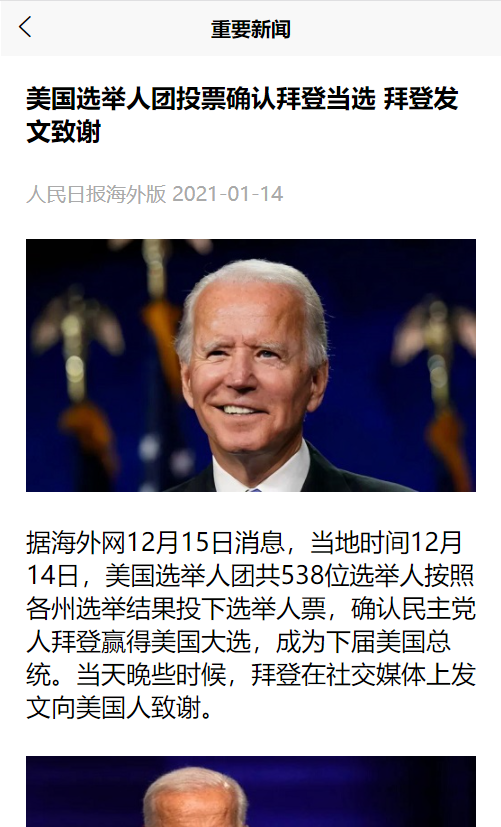 重要新闻
美国选举人团投票确认拜登当选 拜登发
文致谢
人民日报海外版 2021-01-14
据海外网12月15日消息，当地时间12月
14日，美国选举人团共538位选举人按照
各州选举结果投下选举人票，确认民主党
人拜登赢得美国大选，成为下届美国总
统。当天晚些时候，拜登在社交媒体上发
文向美国人致谢。